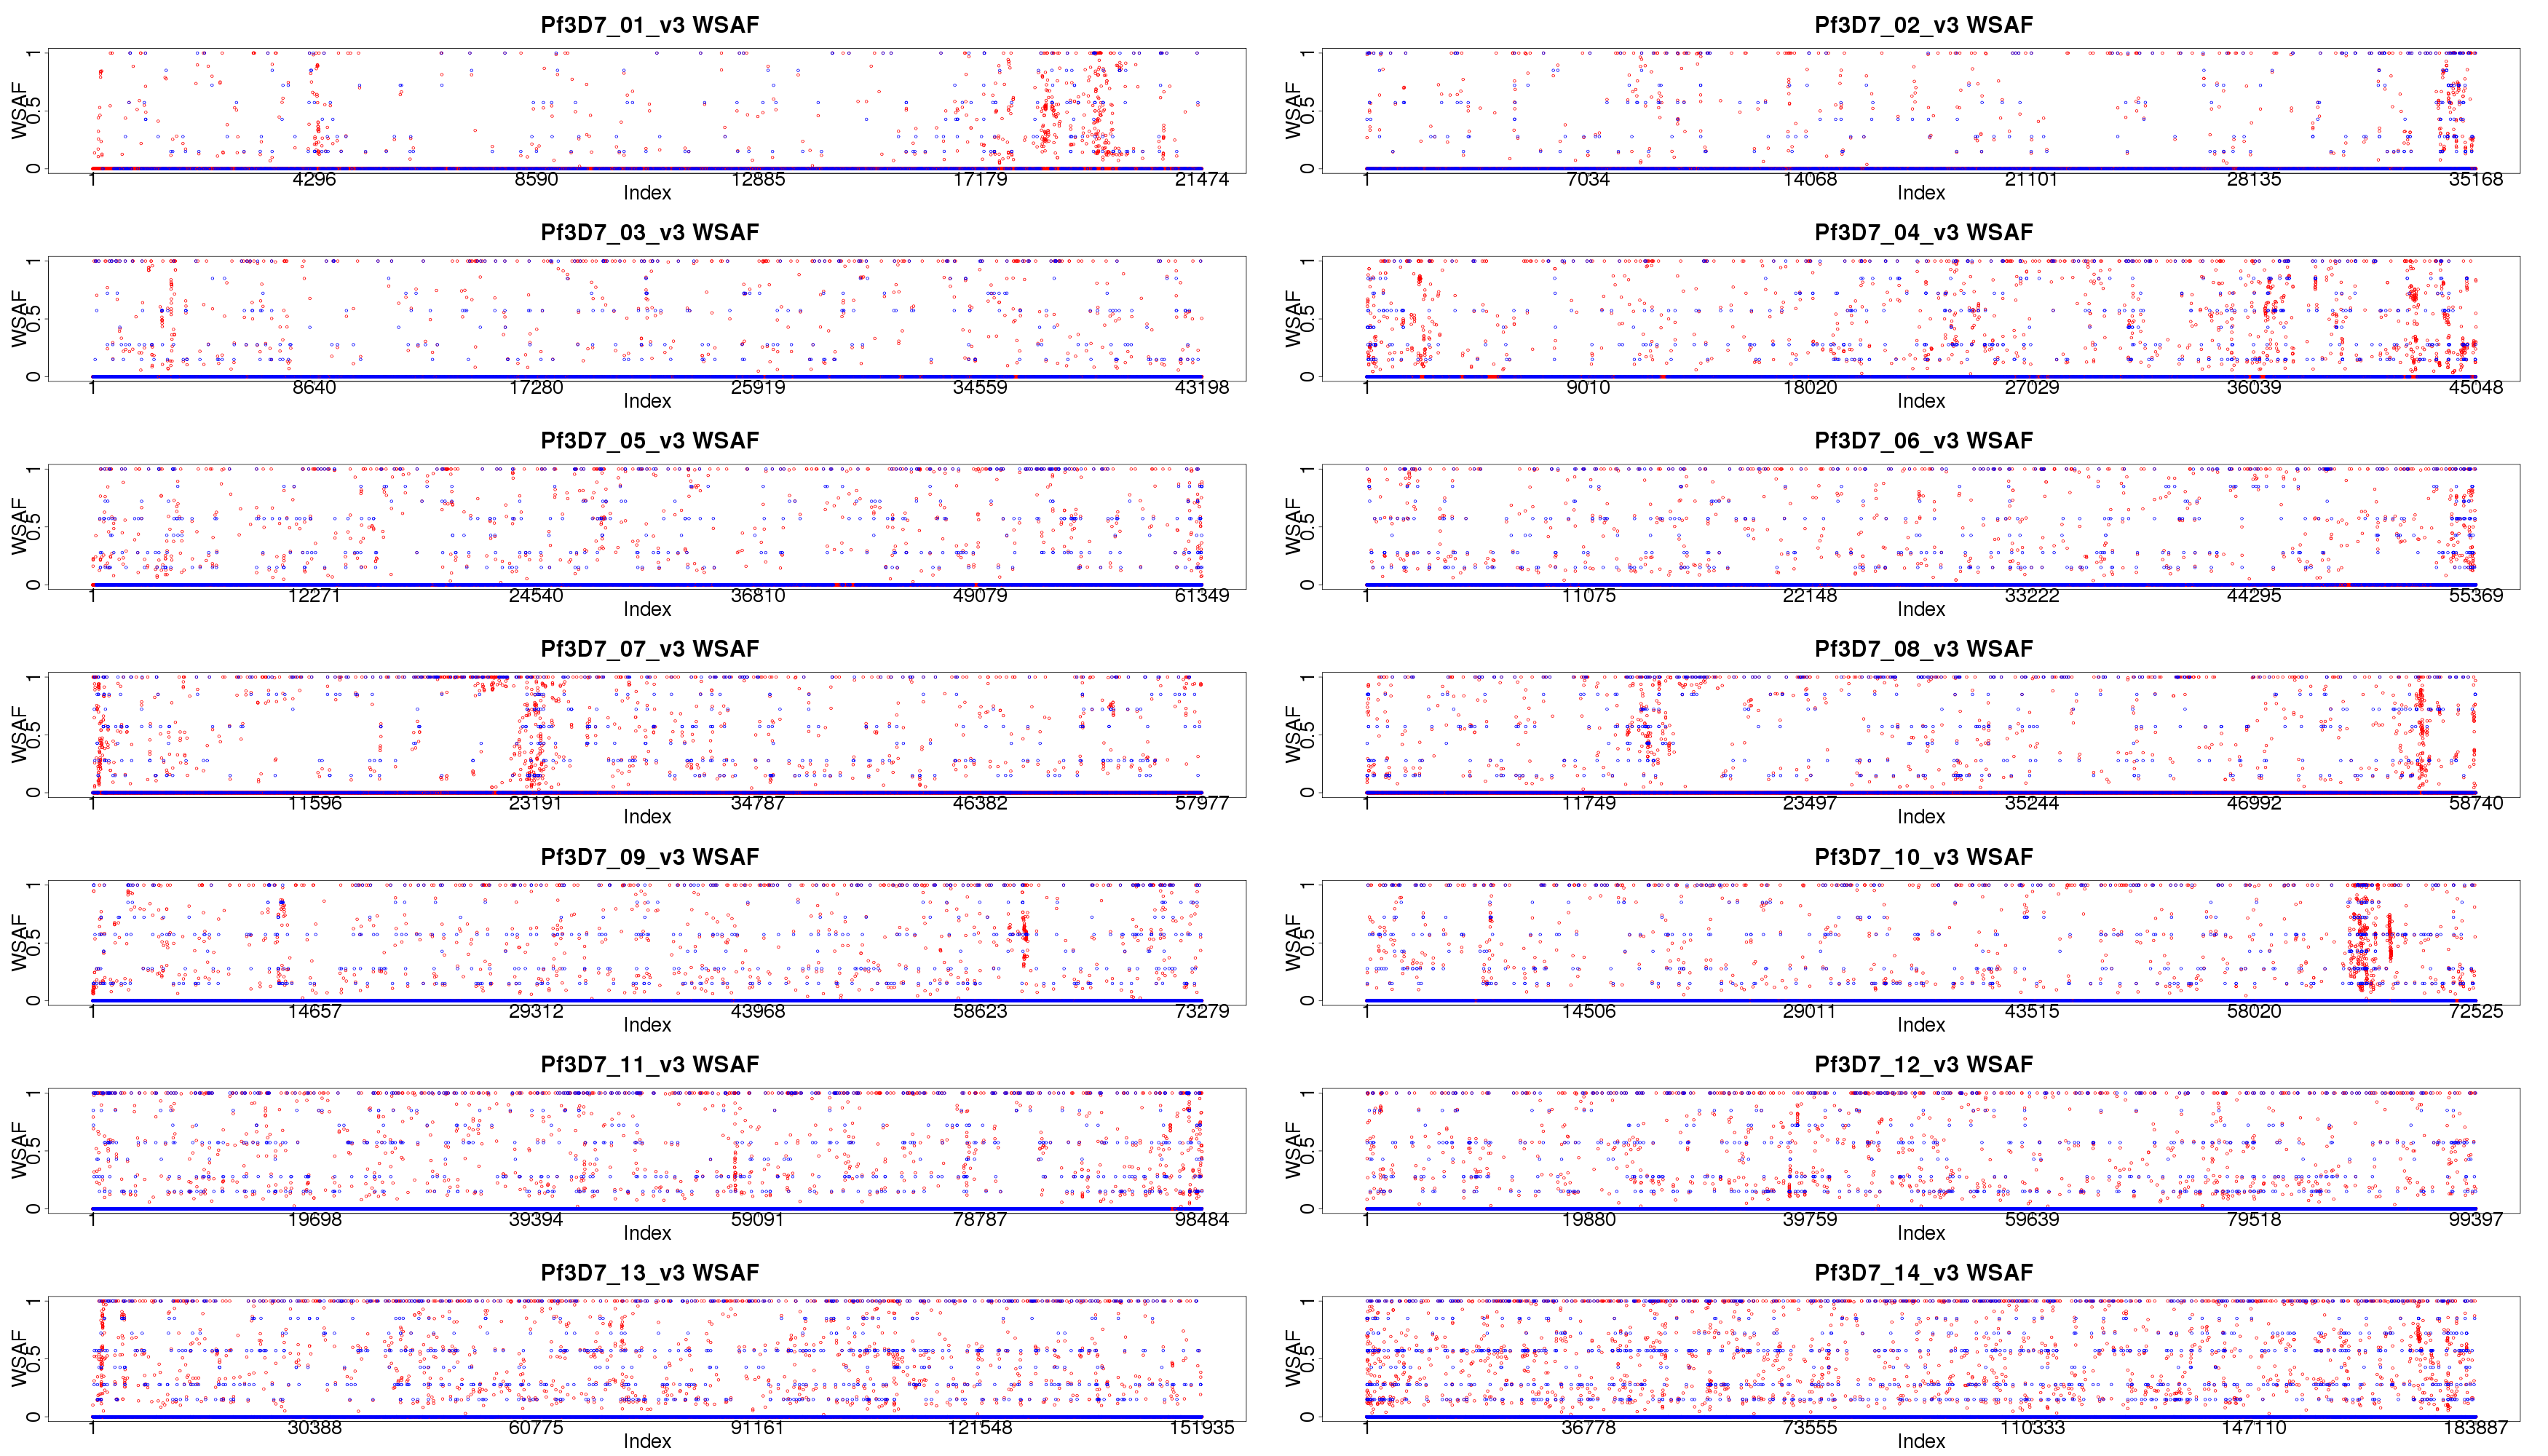 Pf3D7_01_v3 WSAF
WSAF
0 0.5 1
1 4296 8590 12885 17179 21474
Index
Pf3D7_02_v3 WSAF
WSAF
0 0.5 1
1 7034 14068 21101 28135 35168
Index
Pf3D7_03_v3 WSAF
WSAF
0 0.5 1
1 8640 17280 25919 34559 43198
Index
Pf3D7_04_v3 WSAF
WSAF
0 0.5 1
1 9010 18020 27029 36039 45048
Index
Pf3D7_05_v3 WSAF
WSAF
0 0.5 1
1 12271 24540 36810 49079 61349
Index
Pf3D7_06_v3 WSAF
WSAF
0 0.5 1
1 11075 22148 33222 44295 55369
Index
Pf3D7_07_v3 WSAF
WSAF
0 0.5 1
1 11596 23191 34787 46382 57977
Index
Pf3D7_08_v3 WSAF
WSAF
0 0.5 1
1 11749 23497 35244 46992 58740
Index
Pf3D7_09_v3 WSAF
WSAF
0 0.5 1
1 14657 29312 43968 58623 73279
Index
Pf3D7_10_v3 WSAF
WSAF
0 0.5 1
1 14506 29011 43515 58020 72525
Index
Pf3D7_11_v3 WSAF
WSAF
0 0.5 1
1 19698 39394 59091 78787 98484
Index
Pf3D7_12_v3 WSAF
WSAF
0 0.5 1
1 19880 39759 59639 79518 99397
Index
Pf3D7_13_v3 WSAF
WSAF
0 0.5 1
1 30388 60775 91161 121548 151935
Index
Pf3D7_14_v3 WSAF
WSAF
0 0.5 1
1 36778 73555 110333 147110 183887
Index